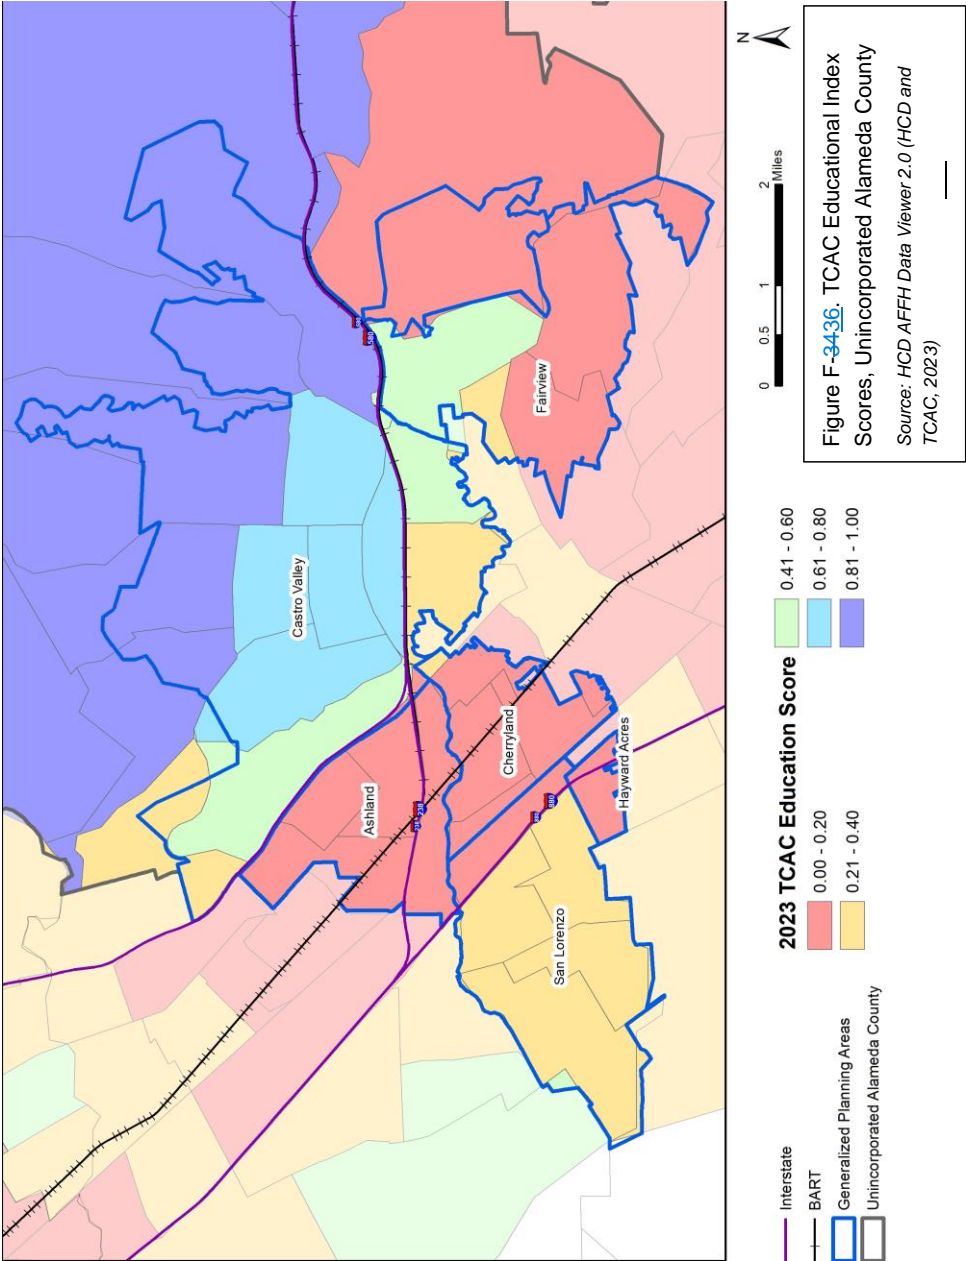 Castro Valley
Ashland
Cherryland
Fairview
Hayward Acres
San Lorenzo
N
0 0.5 1 2 Miles
Interstate
BART
Generalized Planning Areas
Unincorporated Alameda County
2023 TCAC Education Score
0.00 - 0.20
0.21 - 0.40
0.41 - 0.60
0.61 - 0.80
0.81 - 1.00
Figure F-3436. TCAC Educational Index
Scores, Unincorporated Alameda County
Source: HCD AFFH Data Viewer 2.0 (HCD and
TCAC, 2023)